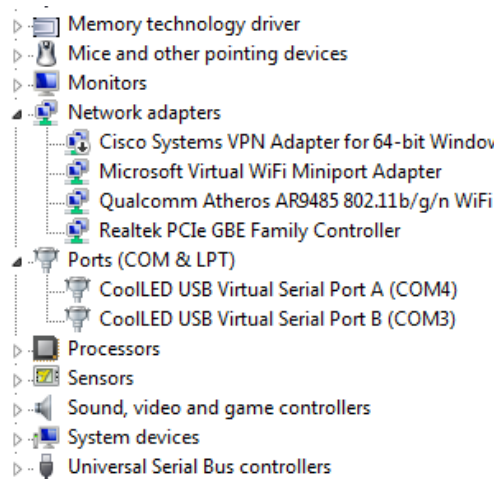 Memory technology driver
Mice and other pointing devices
Monitors
Network adapters
Cisco Systems VPN Adapter for 64-bit
Microsoft Virtual WiFi Miniport Adapter
Qualcomm Atheros AR9485 802.11b/g/n WiFi
Realtek PCIe GBE Family Controller
Ports (COM & LPT)
CoolLED USB Virtual Serial Port A (COM4)
CoolLED USB Virtual Serial Port B (COM3)
Processors
Sensors
Sound, video and game controllers
System devices
Universal Serial Bus controllers